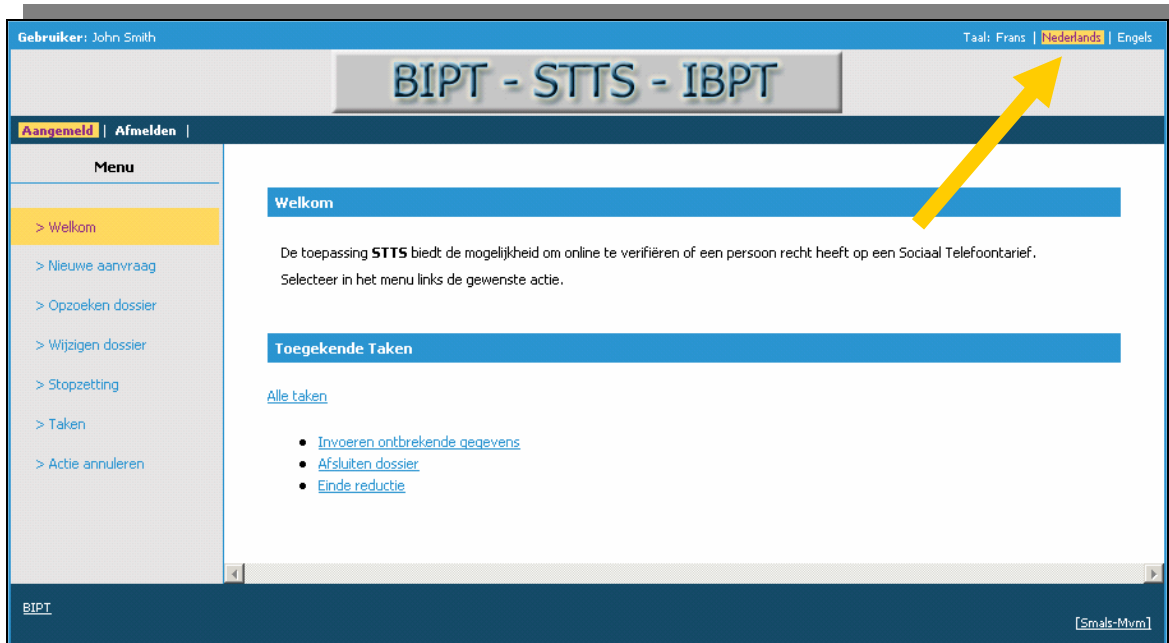 Gebruiker: John Smith
Taal: Frans | Nederlands | Engels
BIPT - STTS - IBPT
Aangemeld | Afmelden |
Menu
> Welkom
> Nieuwe aanvraag
> Opzoeken dossier
> Wijzigen dossier
> Stopzetting
> Taken
> Actie annuleren
Welkom
De toepassing STTS biedt de mogelijkheid om online te verifiëren of een persoon recht heeft op een Sociaal Telefoontarief.
Selecteer in het menu links de gewenste actie.
Toegekende Taken
Alle taken
Invoeren ontbrekende gegevens
Afsluiten dossier
Einde reductie
BIPT
[Smals-Mvm]